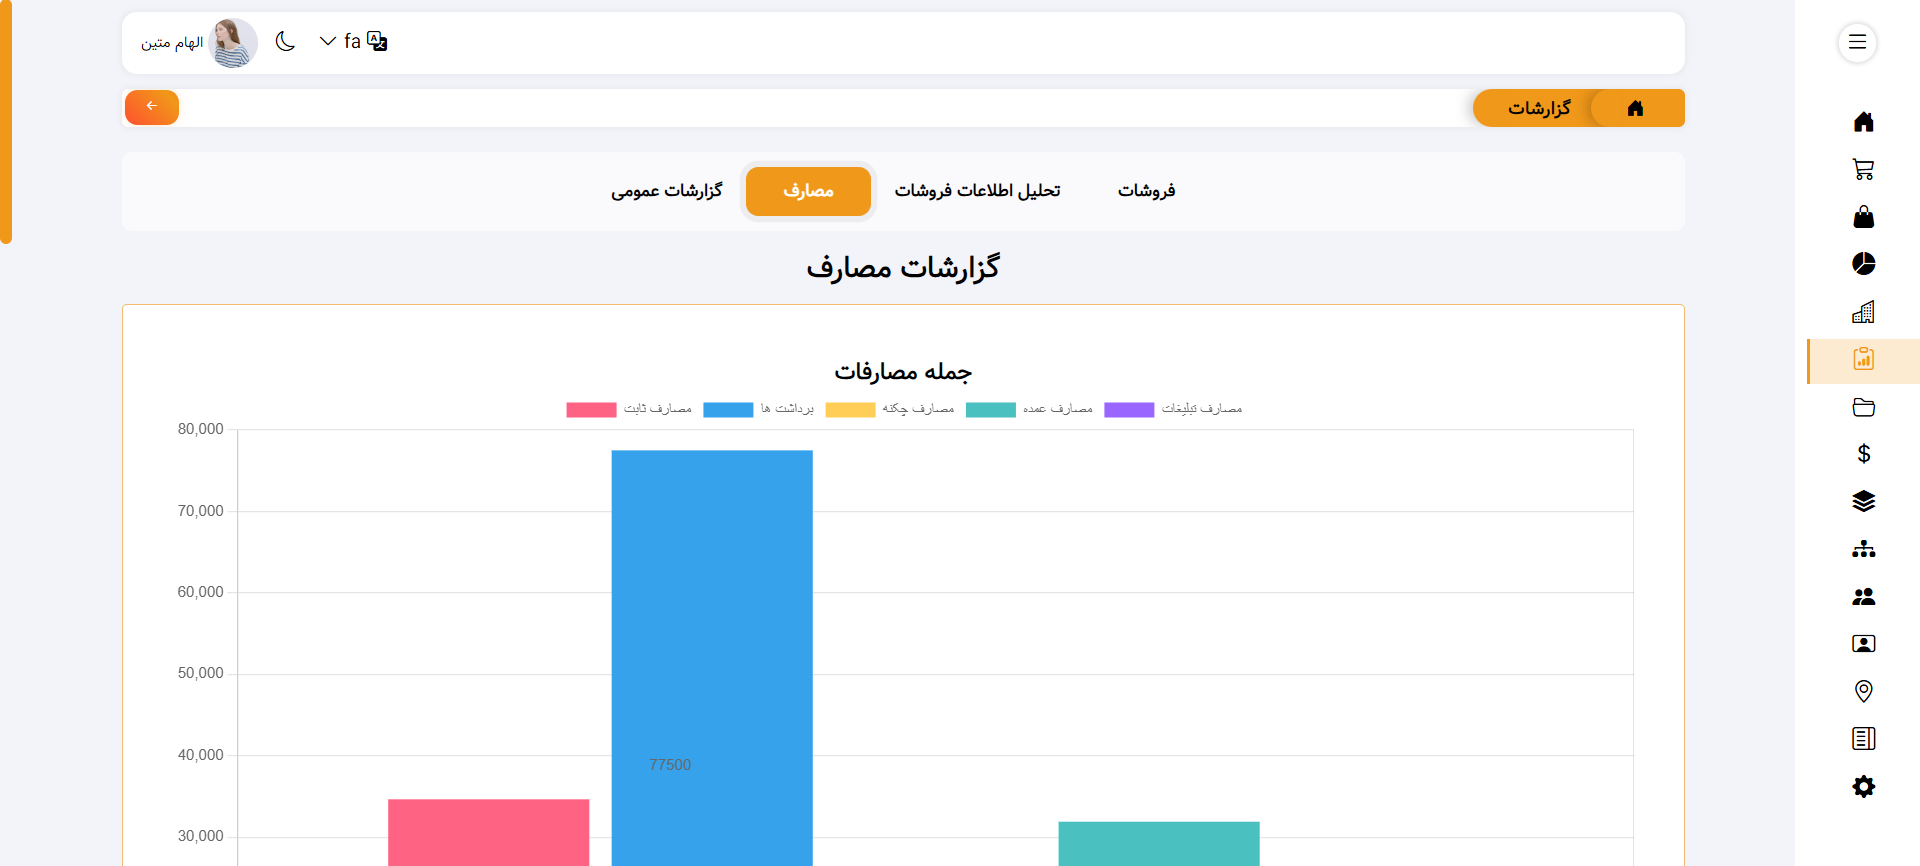 fa
الهام متین
گزارشات
فروشات
تحلیل اطلاعات فروشات
مصارف
گزارشات عمومی
گزارشات مصارف
جمله مصارفات
مصارف ثابت
برداشت ها
مصارف چکنه
مصارف عمده
مصارف تبلیغات
80,000
70,000
60,000
50,000
40,000
77500
30,000